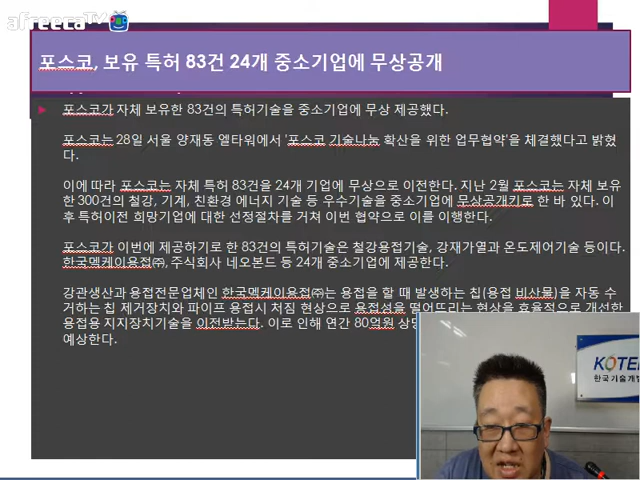 afreecaTV
포스코, 보유 특허 83건 24개 중소기업에 무상공개
포스코가 자체 보유한 83건의 특허기술을 중소기업에 무상 제공했다.
포스코는 28일 서울 양재동 엘타워에서 '포스코 기술나눔 확산을 위한 업무협약'을 체결했다고 밝혔
다.
이에 따라 포스코는 자체 특허 83건을 24개 기업에 무상으로 이전한다. 지난 2월 포스코는 자체 보유
한 300건의 철강, 기계, 친환경 에너지 기술 등 우수기술을 중소기업에 무상공개키로 한 바 있다. 이
후 특허이전 희망기업에 대한 선정절차를 거쳐 이번 협약으로 이를 이행한다.
포스코가 이번에 제공하기로 한 83건의 특허기술은 철강용접기술, 강재가열과 온도제어기술 등이다.
한국멕케이용접㈜, 주식회사 네오본드 등 24개 중소기업에 제공한다.
강관생산과 용접전문업체인 한국멕케이용접㈜는 용접을 할 때 발생하는 칩(용접 비산물)을 자동 수
거하는 칩 제거장치와 파이프 용접시 처짐 현상으로 용접성을 떨어뜨리는 현상을 효율적으로 개선한
용접용 지지장치기술을 이전받는다. 이로 인해 연간 80억원 상당
예상한다.
KOTE
한국기술개발